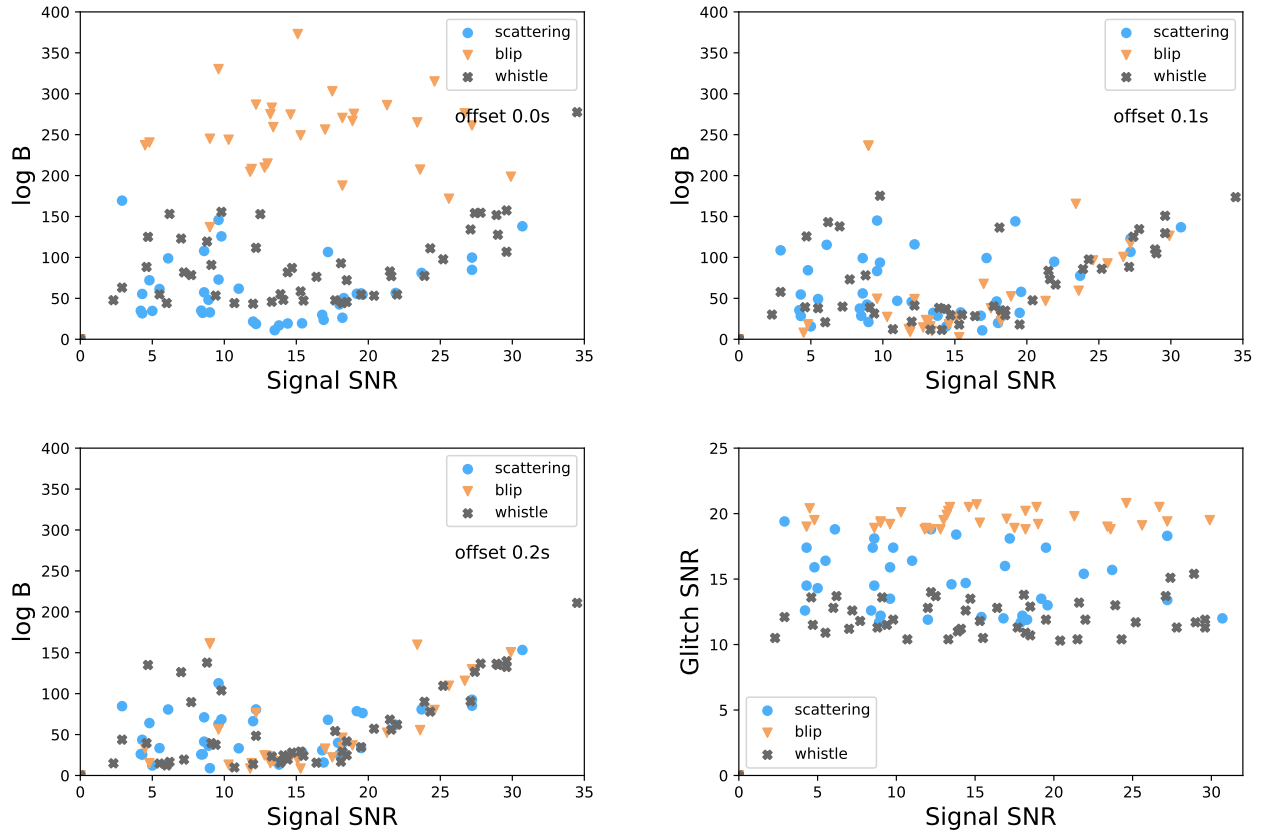 400
350
300
250
200
150
100
50
0
log B
scattering
blip
whistle
offset 0.0s
0 5 10 15 20 25 30 35
Signal SNR
400
350
300
250
200
150
100
50
0
log B
scattering
blip
whistle
offset 0.1s
0 5 10 15 20 25 30 35
Signal SNR
400
350
300
250
200
150
100
50
0
log B
scattering
blip
whistle
offset 0.2s
0 5 10 15 20 25 30 35
Signal SNR
25
20
15
10
5
0
Glitch SNR
scattering
blip
whistle
0 5 10 15 20 25 30
Signal SNR